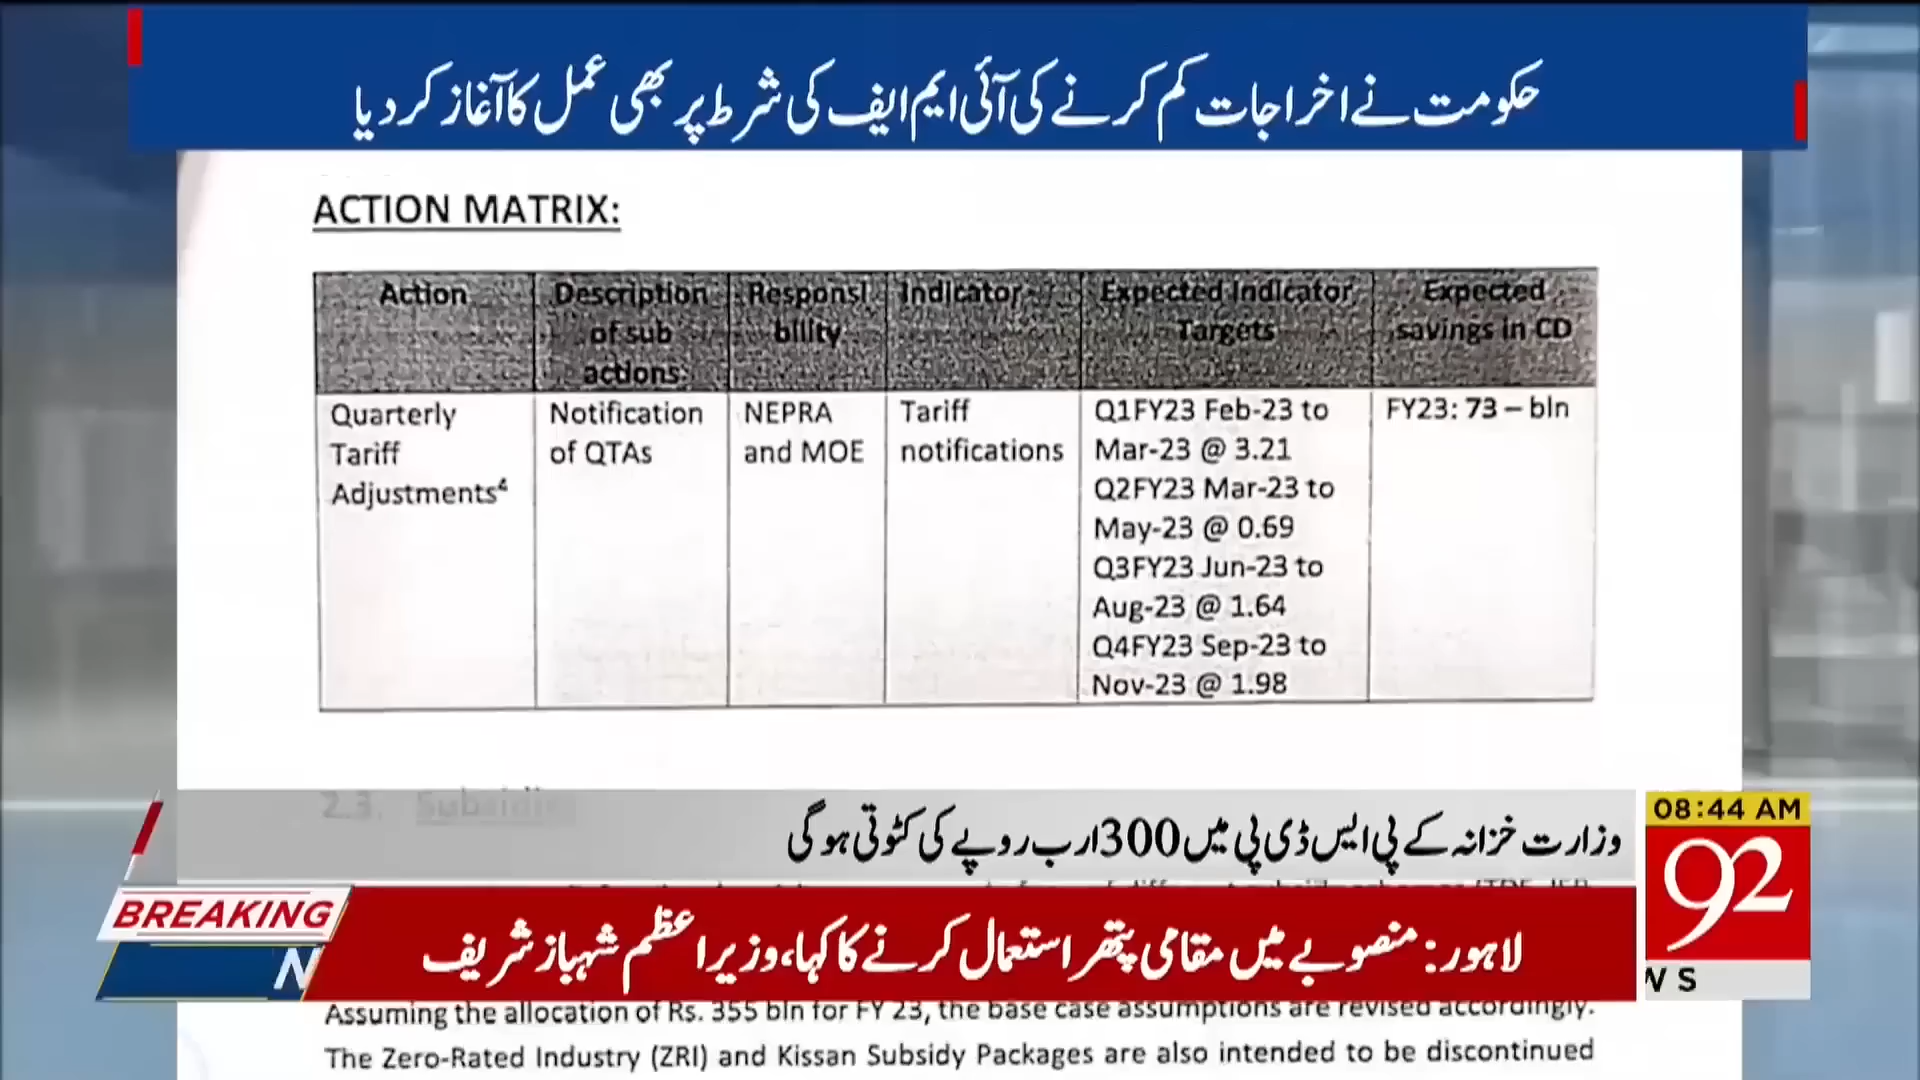 حکومت نے اخراجات کم کرنے کی آئی ایم ایف کی شرط پر بھی عمل کا آغاز کر دیا
ACTION MATRIX:
Action
Description of sub actions
Responsibility
Indicator
Expected Indicator Targets
Expected savings in CD
Quarterly
Tariff
Adjustments⁴
Notification
of QTAs
NEPRA
and MOE
Tariff
notifications
Q1FY23 Feb-23 to
Mar-23 @ 3.21
Q2FY23 Mar-23 to
May-23 @ 0.69
Q3FY23 Jun-23 to
Aug-23 @ 1.64
Q4FY23 Sep-23 to
Nov-23 @ 1.98
FY23: 73 – bln
2.3.
وزارت خزانہ کے پی ایس ڈی پی میں 300 ارب روپے کی کٹوتی ہوگی
08:44 AM
92
BREAKING
N
لاہور: منصوبے میں مقامی پتھر استعمال کرنے کا کہا، وزیراعظم شہباز شریف
WS
Assuming the allocation of Rs. 355 bln for FY 23, the base case assumptions are revised accordingly.
The Zero-Rated Industry (ZRI) and Kissan Subsidy Packages are also intended to be discontinued